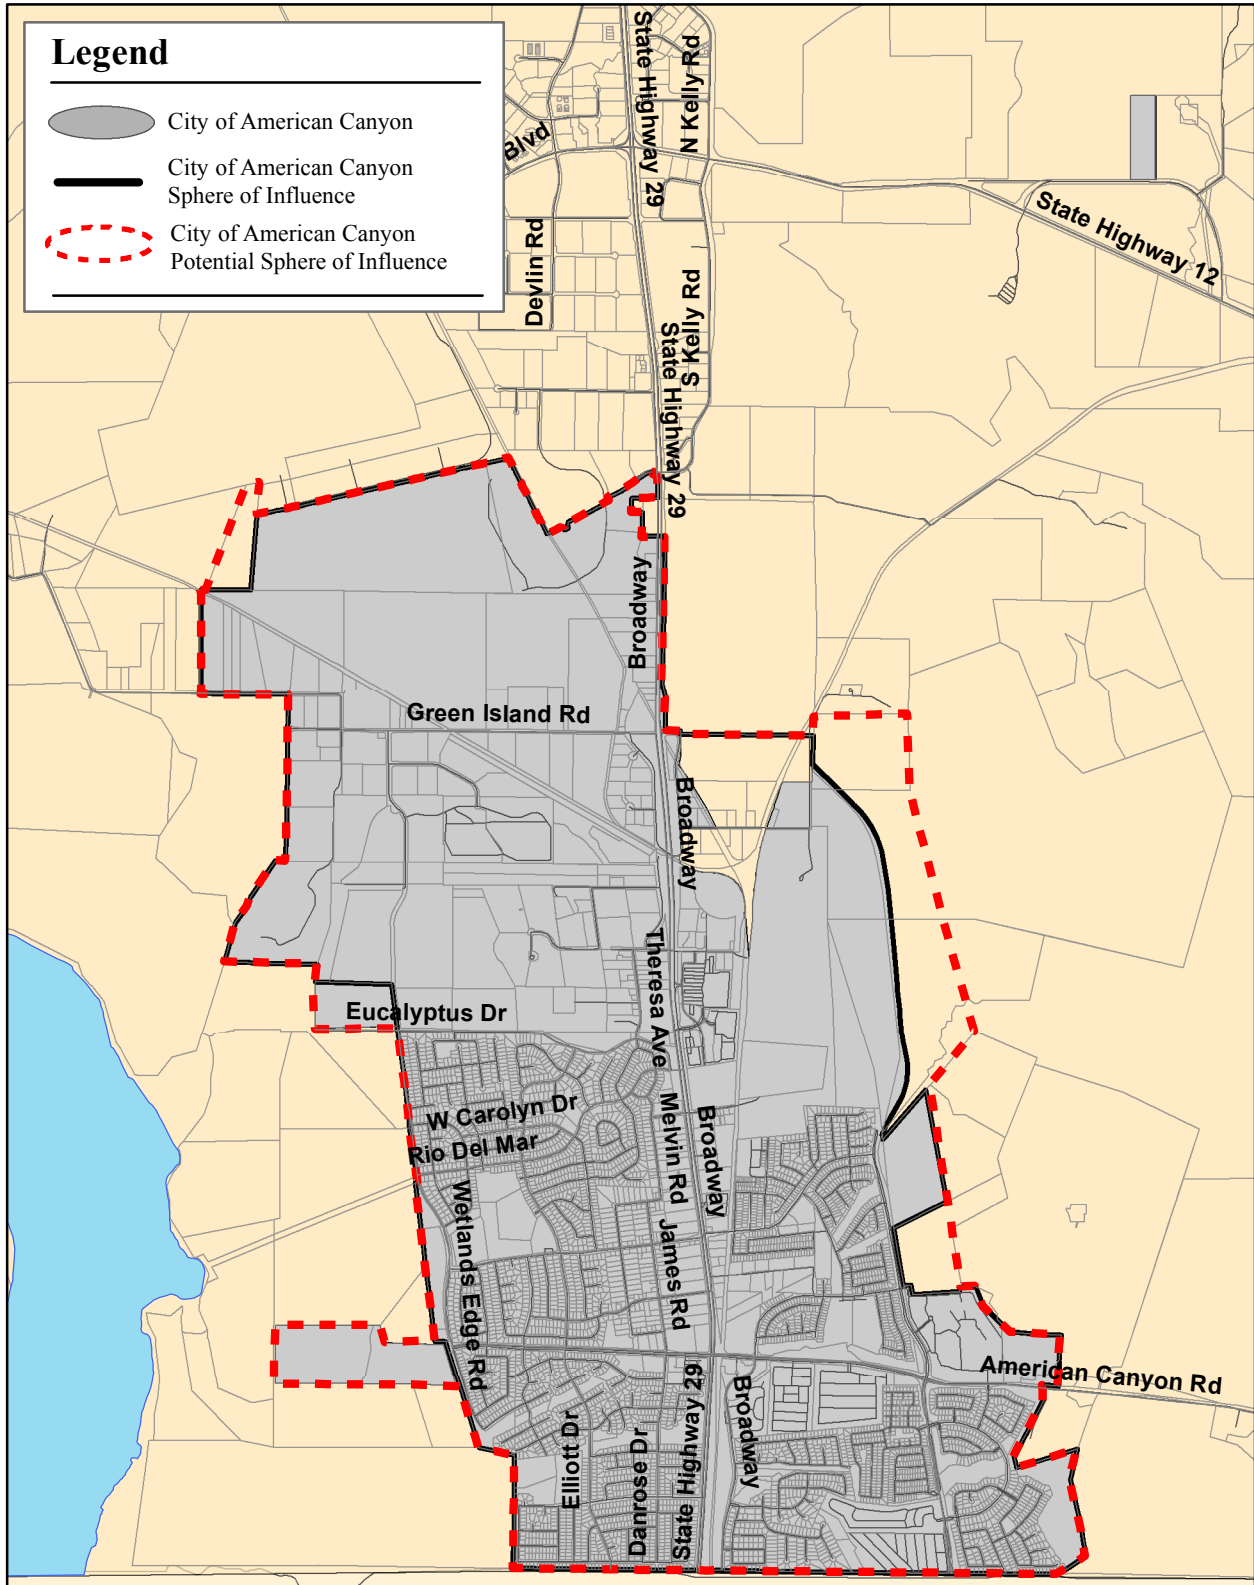 Legend
City of American Canyon
City of American Canyon
Sphere of Influence
City of American Canyon
Potential Sphere of Influence
State Highway 29
N Kelly Rd
Blvd
State Highway 12
Devlin Rd
S Kelly Rd
State Highway 29
Broadway
Green Island Rd
Broadway
Theresa Ave
Eucalyptus Dr
W Carolyn Dr
Rio Del Mar
Melvin Rd
Broadway
Wetlands Edge Rd
James Rd
American Canyon Rd
Elliott Dr
Danrose Dr
State Highway 29
Broadway